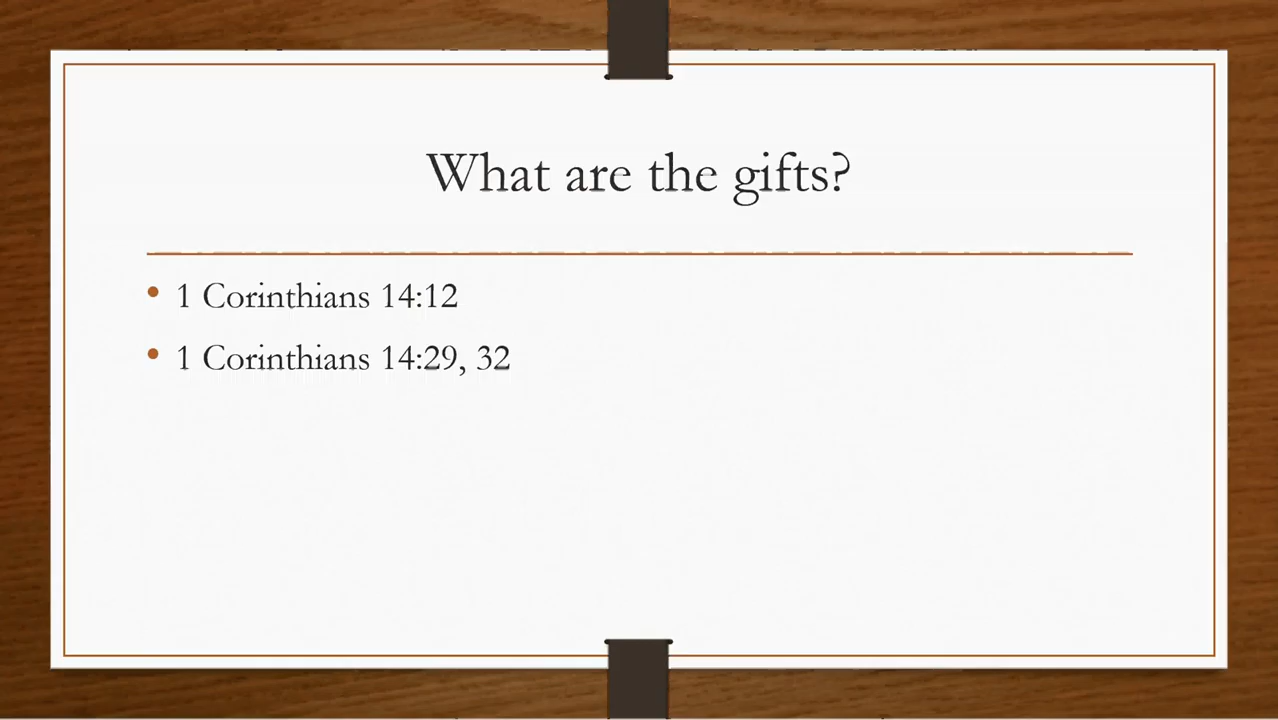 What are the gifts?
1 Corinthians 14:12
1 Corinthians 14:29, 32